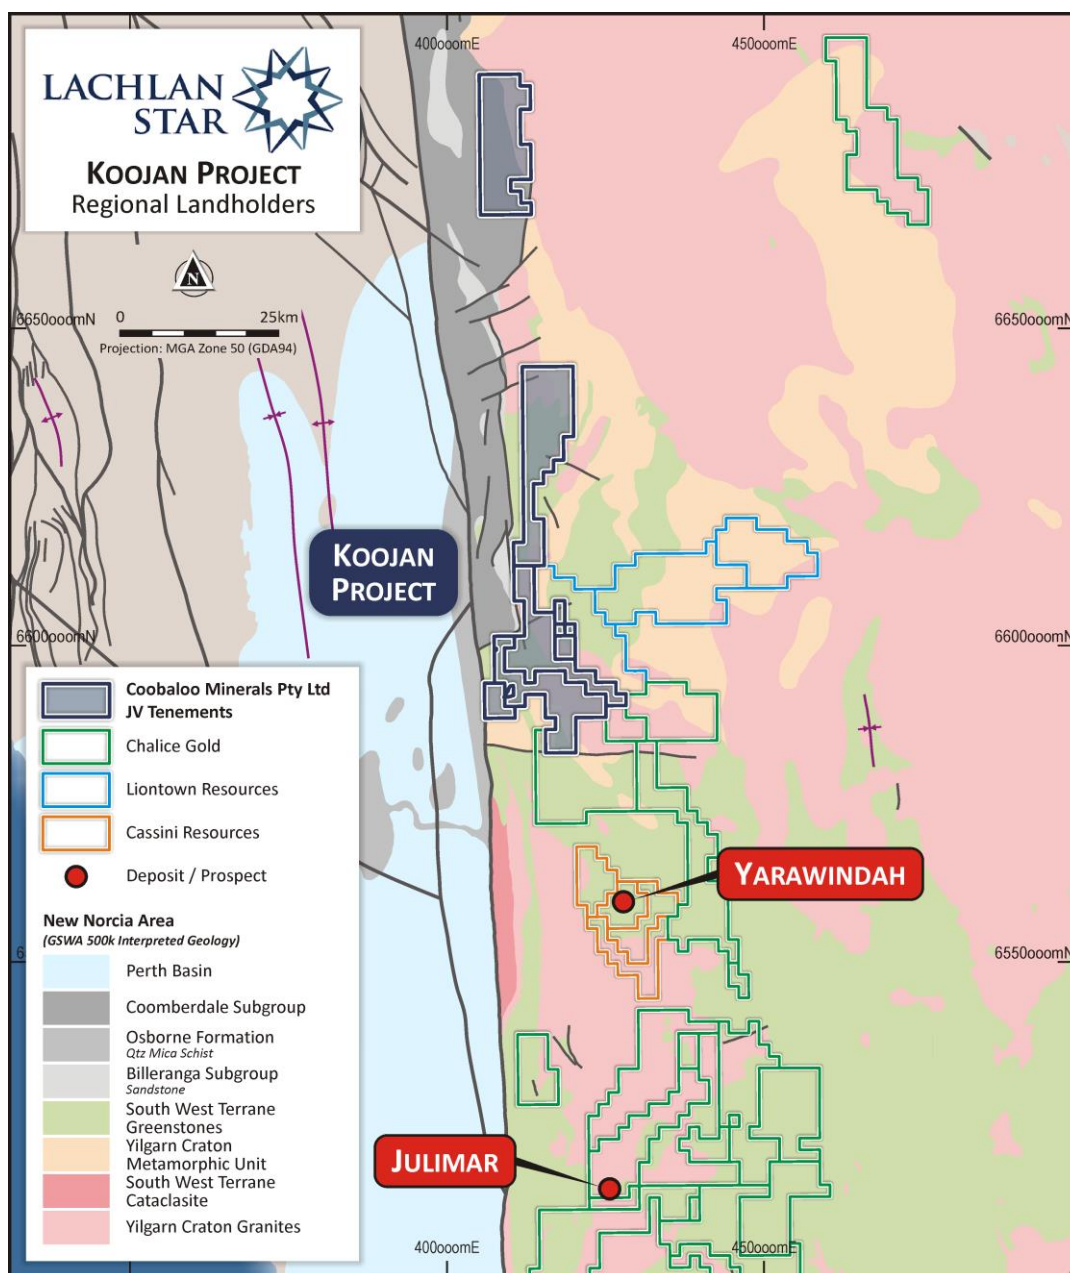 400000mE
450000mE
LACHLAN
STAR
KOOJAN PROJECT
Regional Landholders
N
0 25km
Projection: MGA Zone 50 (GDA94)
6650000mN
6650000mN
KOOJAN
PROJECT
6600000mN
6600000mN
Coobaloo Minerals Pty Ltd
JV Tenements
Chalice Gold
Liontown Resources
Cassini Resources
Deposit / Prospect
YARAWINDAH
New Norcia Area
(GSWA 500k Interpreted Geology)
6550000mN
Perth Basin
Coomberdale Subgroup
Osborne Formation
Qtz Mica Schist
Billeranga Subgroup
Sandstone
South West Terrane
Greenstones
Yilgarn Craton
Metamorphic Unit
South West Terrane
Cataclasite
Yilgarn Craton Granites
JULIMAR
400000mE
450000mE